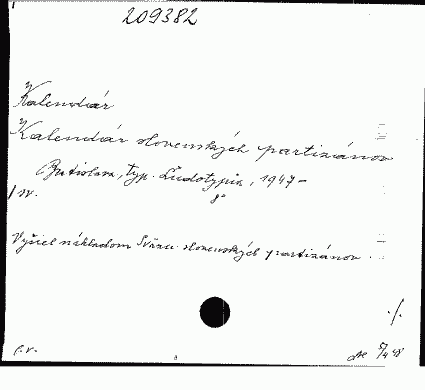 209382
Kalendár
Kalendár slovenských partizánov
Bratislava, typ. Ľudotypia, 1947-
8°
1 sv.
Vyšiel nákladom Sväzu slovenských partizánov
./.